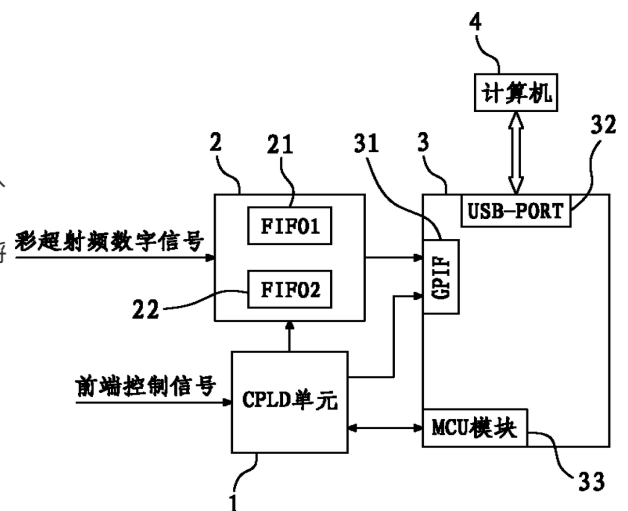 4
计算机
21
2
31
3
32
FIFO1
USB-PORT
彩超射频数字信号
GPIF
FIFO2
22
前端控制信号
CPLD单元
MCU模块
1
33